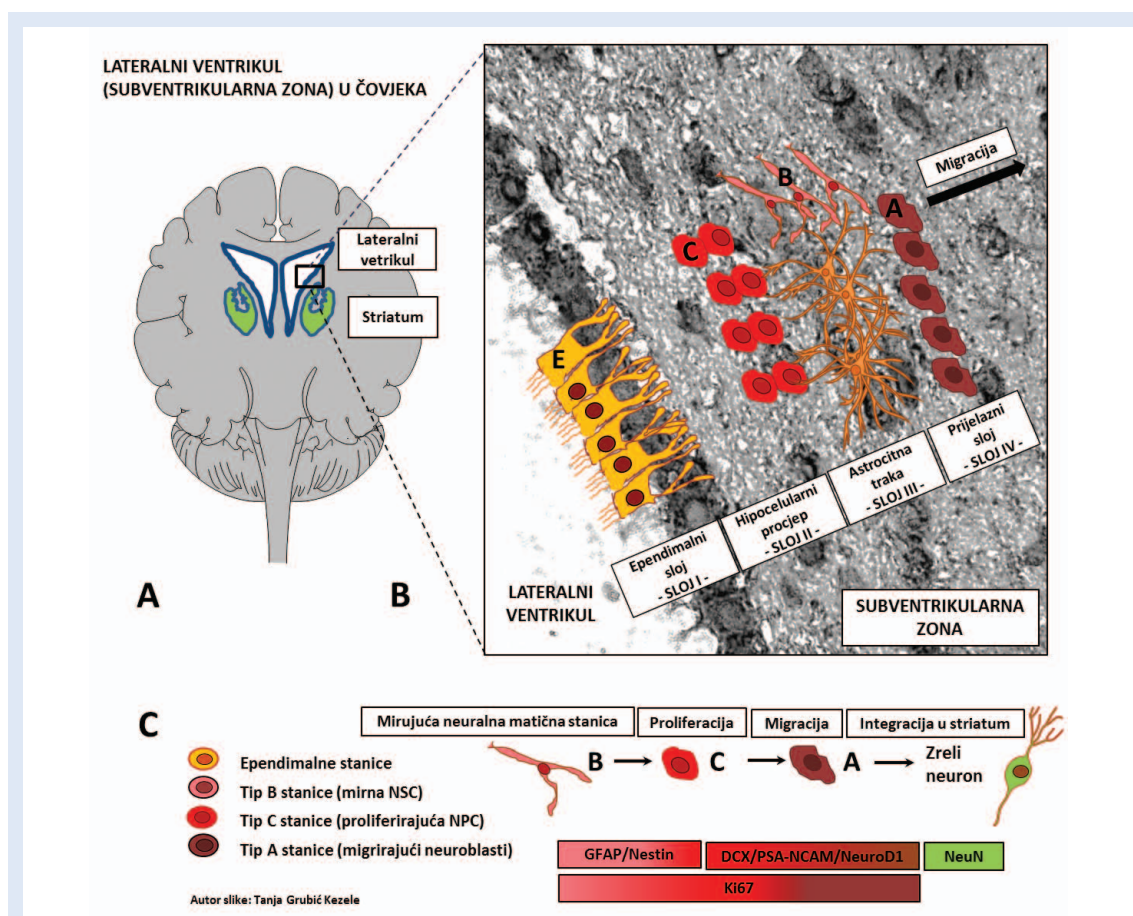 LATERALNI VENTRIKUL
(SUBVENTRIKULARNA ZONA) U ČOVJEKA
Lateralni
vetrikul
Striatum
A
B
Migracija
B
A
C
E
Ependimalni
sloj
- SLOJ I -
Hipocelularni
procjep
- SLOJ II -
Astrocitna
traka
- SLOJ III -
Prijelazni
sloj
- SLOJ IV -
LATERALNI
VENTRIKUL
SUBVENTRIKULARNA
ZONA
C
Mirujuća neuralna matična stanica
Proliferacija
Migracija
Integracija u striatum
B
C
A
Zreli
neuron
Ependimalne stanice
Tip B stanice (mirna NSC)
Tip C stanice (proliferirajuća NPC)
Tip A stanice (migrirajući neuroblasti)
GFAP/Nestin
DCX/PSA-NCAM/NeuroD1
NeuN
Ki67
Autor slike: Tanja Grubić Kezele